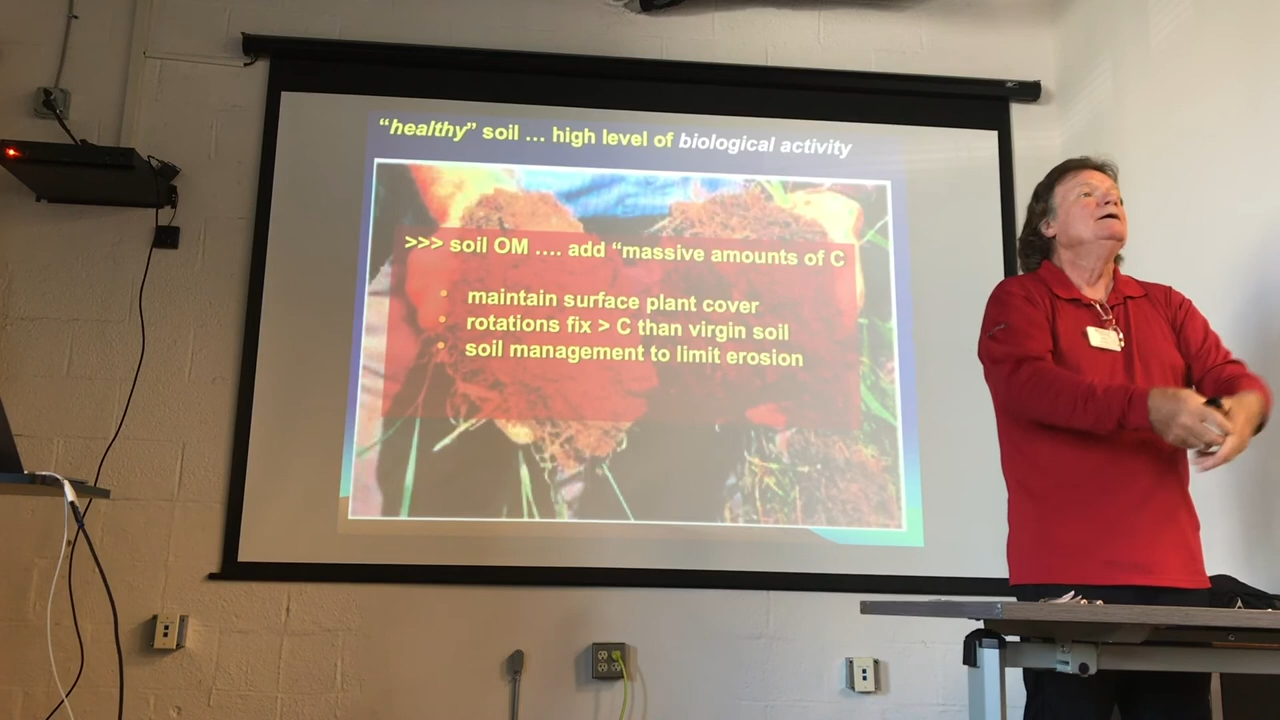 “healthy” soil ... high level of biological activity
>>> soil OM .... add “massive amounts of C
• maintain surface plant cover
• rotations fix > C than virgin soil
• soil management to limit erosion